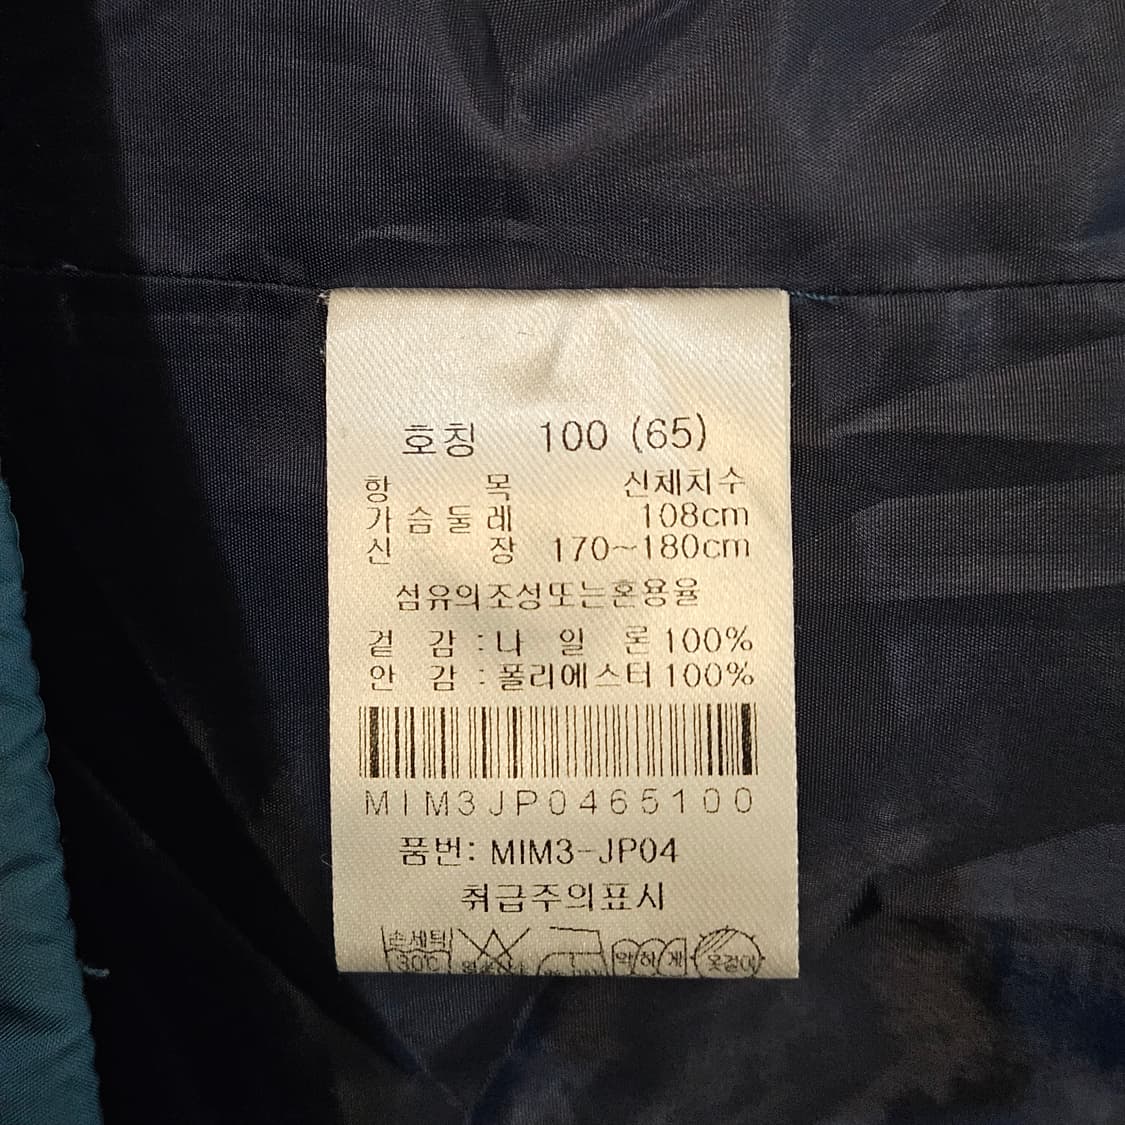 호칭 100 (65)
항 목 신체치수
가슴둘레 108cm
신 장 170~180cm
섬유의조성또는혼용율
겉 감 : 나 일 론 100%
안 감 : 폴리에스터 100%
MIM3JP0465100
품번: MIM3-JP04
취급주의표시
손세탁 약하게 옷걸이
30℃